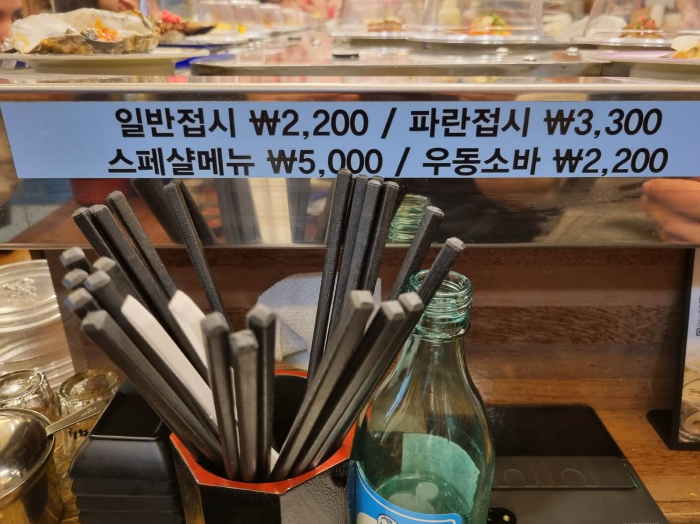 일반접시 ₩2,200 / 파란접시 ₩3,300
스페샬메뉴 ₩5,000 / 우동소바 ₩2,200